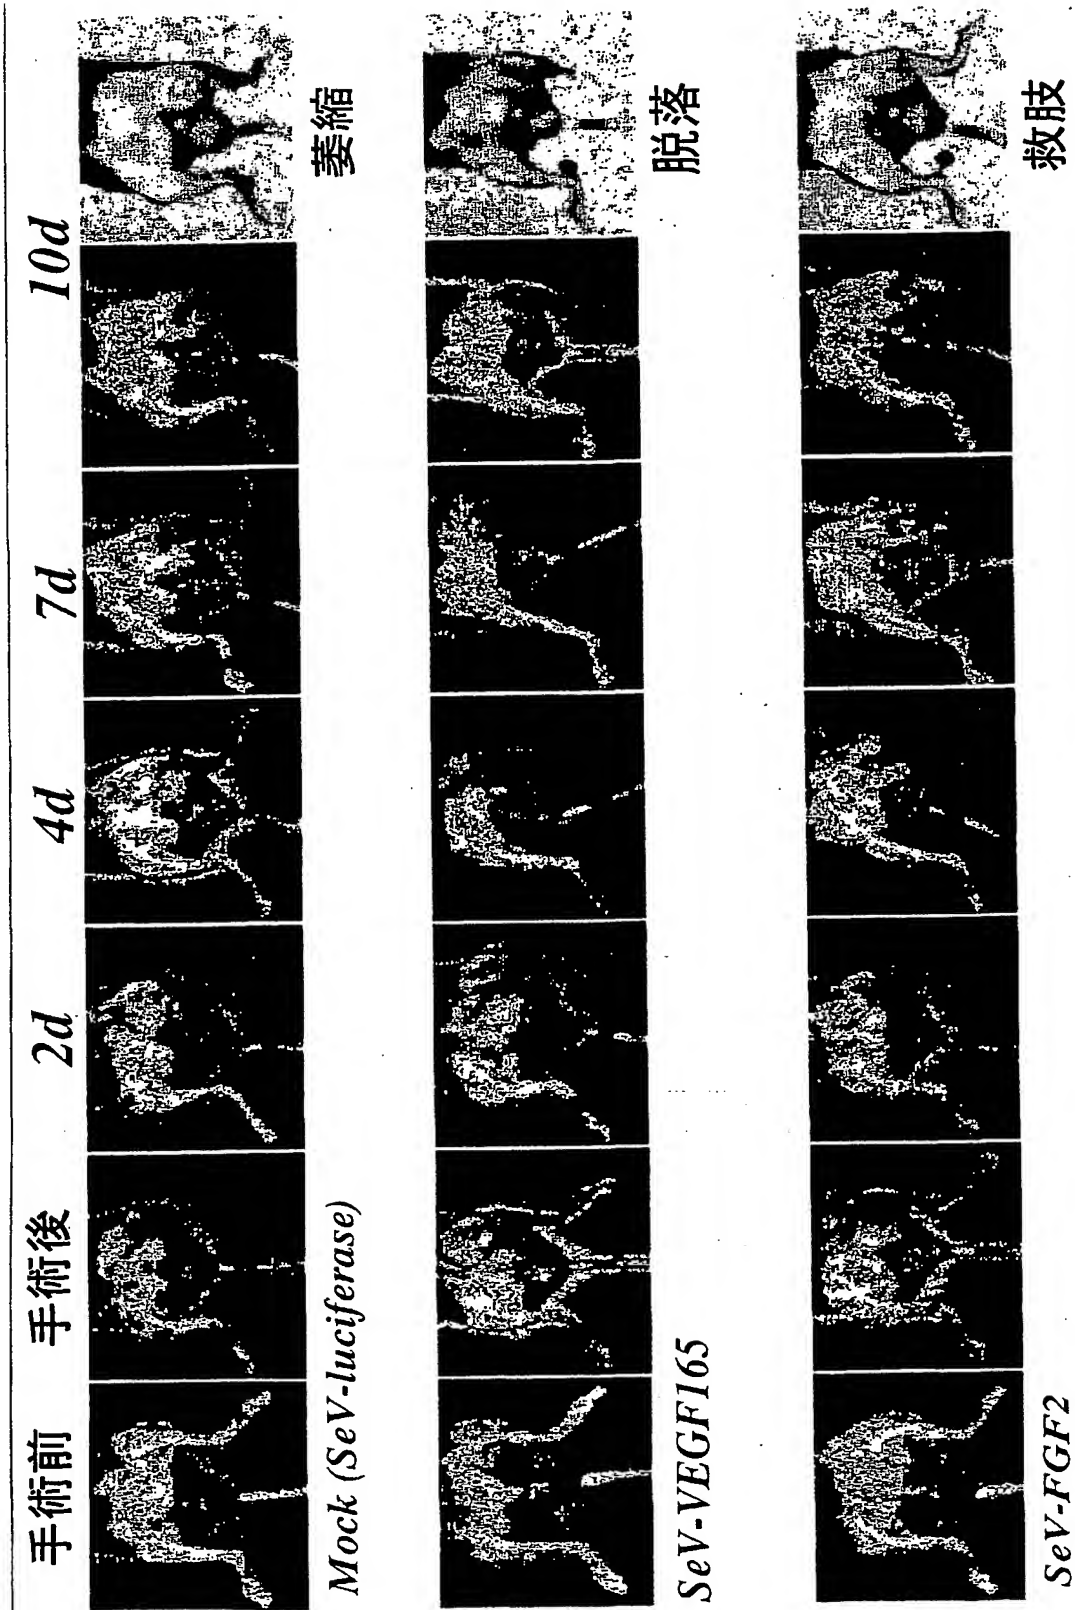 手術前 手術後 2d 4d 7d 10d
Mock (SeV-luciferase)
萎縮
SeV-VEGF165
脱落
SeV-FGF2
救肢